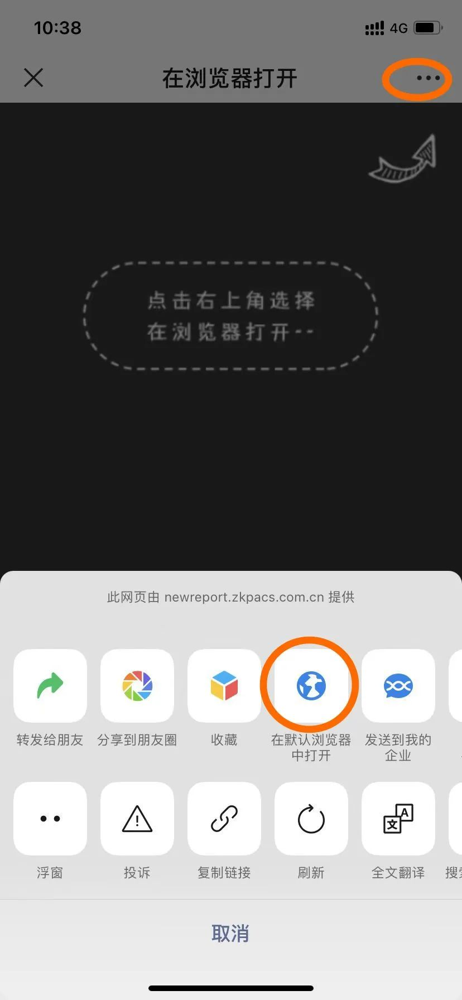 10:38
4G
在浏览器打开
点击右上角选择
在浏览器打开--
此网页由 newreport.zkpacs.com.cn 提供
转发给朋友
分享到朋友圈
收藏
在默认浏览器
中打开
发送到我的
企业
浮窗
投诉
复制链接
刷新
文 A
全文翻译
搜索
取消